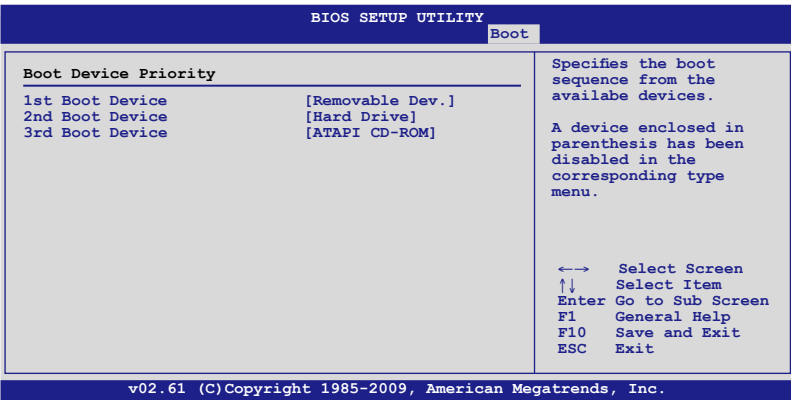 BIOS SETUP UTILITY
Boot
Boot Device Priority
1st Boot Device [Removable Dev.]
2nd Boot Device [Hard Drive]
3rd Boot Device [ATAPI CD-ROM]
Specifies the boot
sequence from the
availabe devices.
A device enclosed in
parenthesis has been
disabled in the
corresponding type
menu.
←→ Select Screen
↑↓ Select Item
Enter Go to Sub Screen
F1 General Help
F10 Save and Exit
ESC Exit
v02.61 (C)Copyright 1985-2009, American Megatrends, Inc.